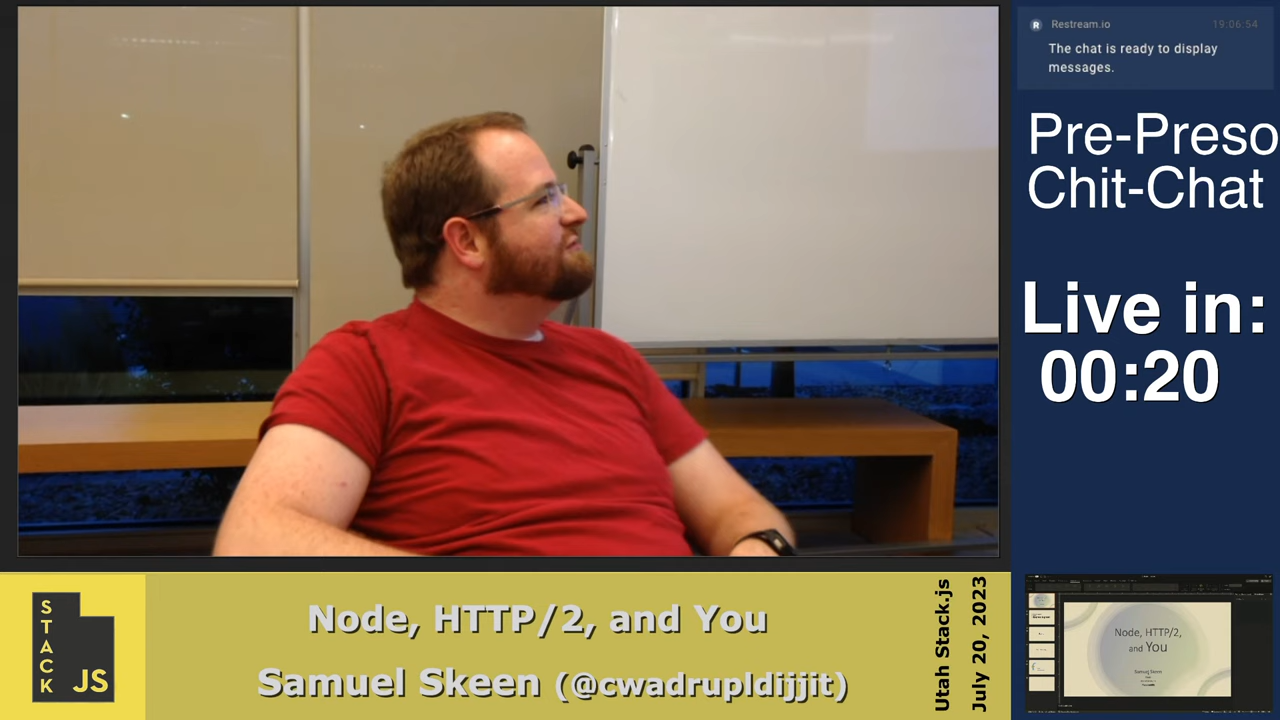 Restream.io 19:06:54
The chat is ready to display
messages.
Pre-Preso
Chit-Chat
Live in:
00:20
STACK
JS
Node, HTTP/2, and You
Samuel Skeen (@cwadrupldijjit)
Utah Stack.js
July 20, 2023
Node, HTTP/2,
and You
Samuel Skeen